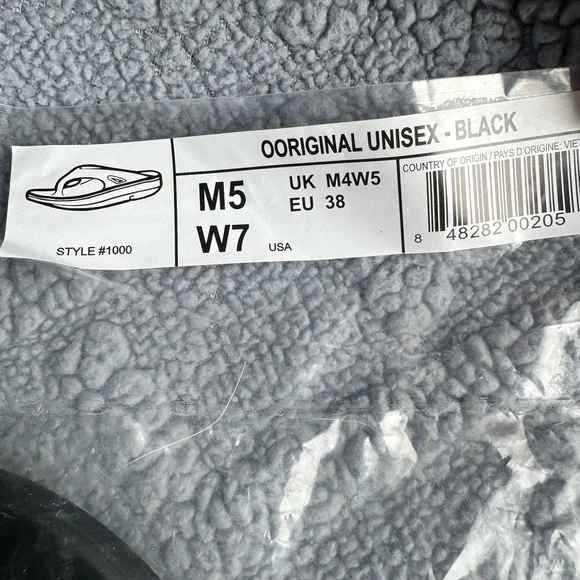 OORIGINAL UNISEX - BLACK
STYLE #1000
M5
W7
USA
UK M4W5
EU 38
COUNTRY OF ORIGIN / PAYS D'ORIGINE: VIET
8 48282 00205